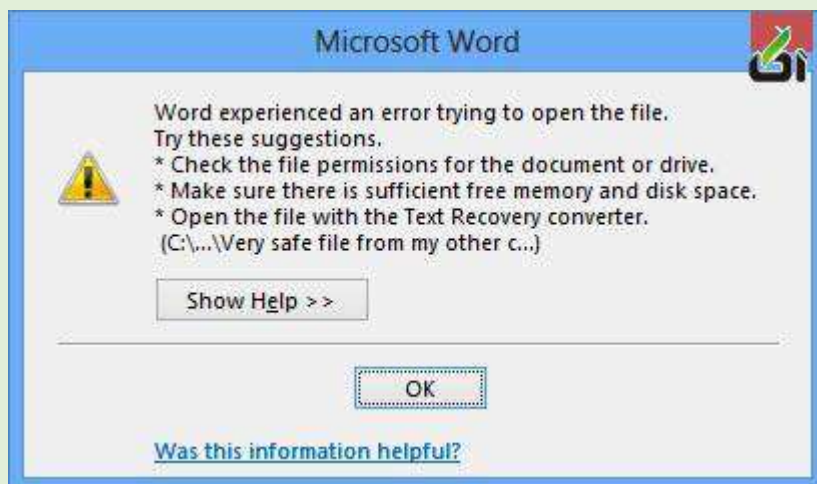 Microsoft Word
Word experienced an error trying to open the file.
Try these suggestions.
* Check the file permissions for the document or drive.
* Make sure there is sufficient free memory and disk space.
* Open the file with the Text Recovery converter.
(C:\...\Very safe file from my other c...)
Show Help >>
OK
Was this information helpful?